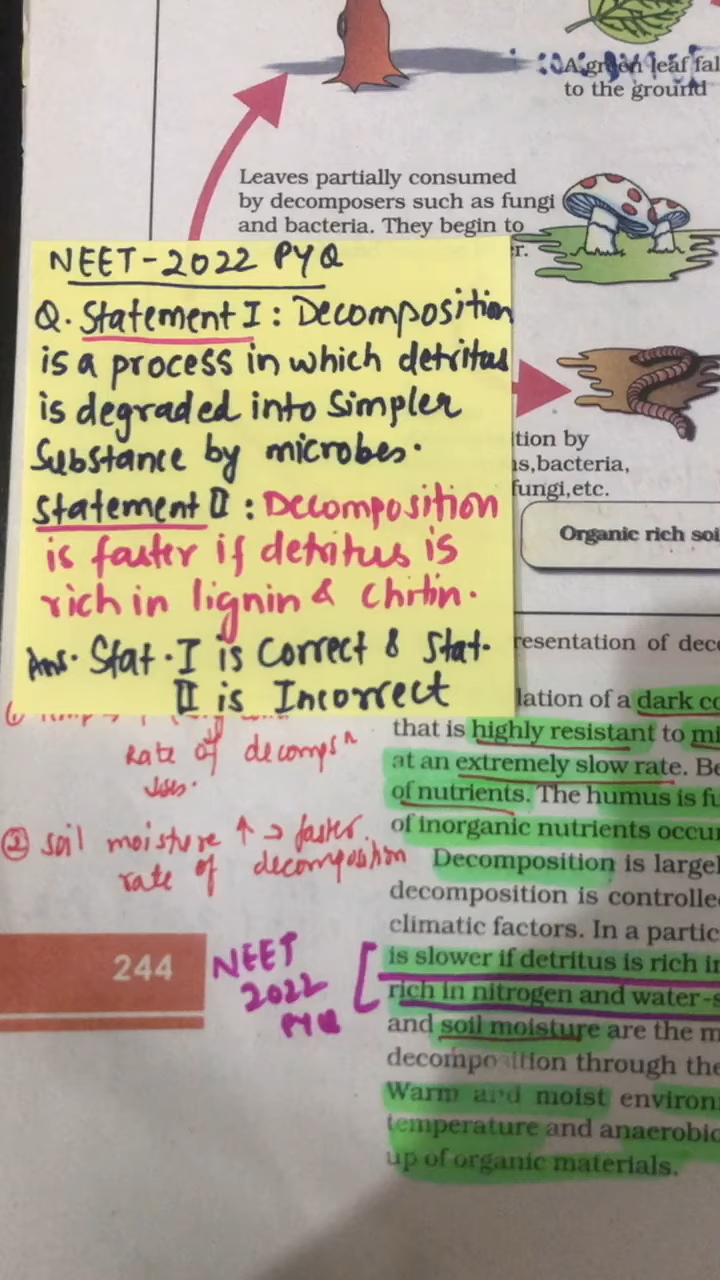 A green leaf fal
to the ground
Leaves partially consumed
by decomposers such as fungi
and bacteria. They begin to
r.
NEET-2022 PYQ
Q. Statement I : Decomposition
is a process in which detritus
is degraded into simpler
substance by microbes.
Statement II : Decomposition
is faster if detritus is
rich in lignin & chitin.
Ans. Stat. I is correct & Stat.
II is Incorrect
tion by
s,bacteria,
fungi,etc.
Organic rich soi
resentation of dec
lation of a dark co
that is highly resistant to mi
at an extremely slow rate. Be
of nutrients. The humus is fu
of inorganic nutrients occur
Rate of decompsⁿ
② soil moisture ↑ → faster
rate of decomposition
Decomposition is largel
decomposition is controlle
climatic factors. In a partic
is slower if detritus is rich in
rich in nitrogen and water-s
and soil moisture are the m
decomposition through the
Warm and moist environ
temperature and anaerobic
up of organic materials.
244
NEET
2022
PYQ